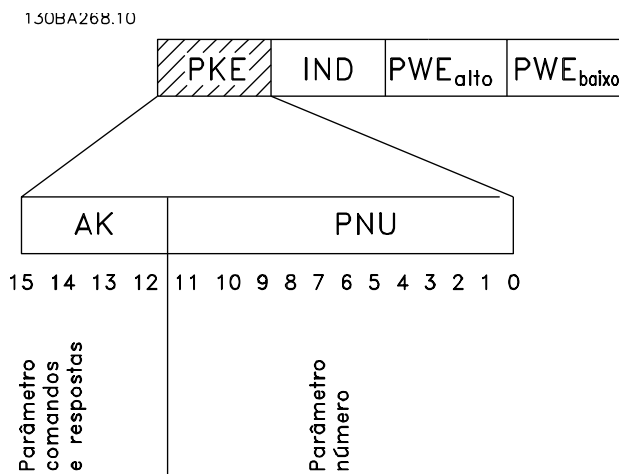 130BA268.10
PKE IND PWEalto PWEbaixo
AK PNU
15 14 13 12 11 10 9 8 7 6 5 4 3 2 1 0
Parâmetro
comandos
e respostas
Parâmetro
número